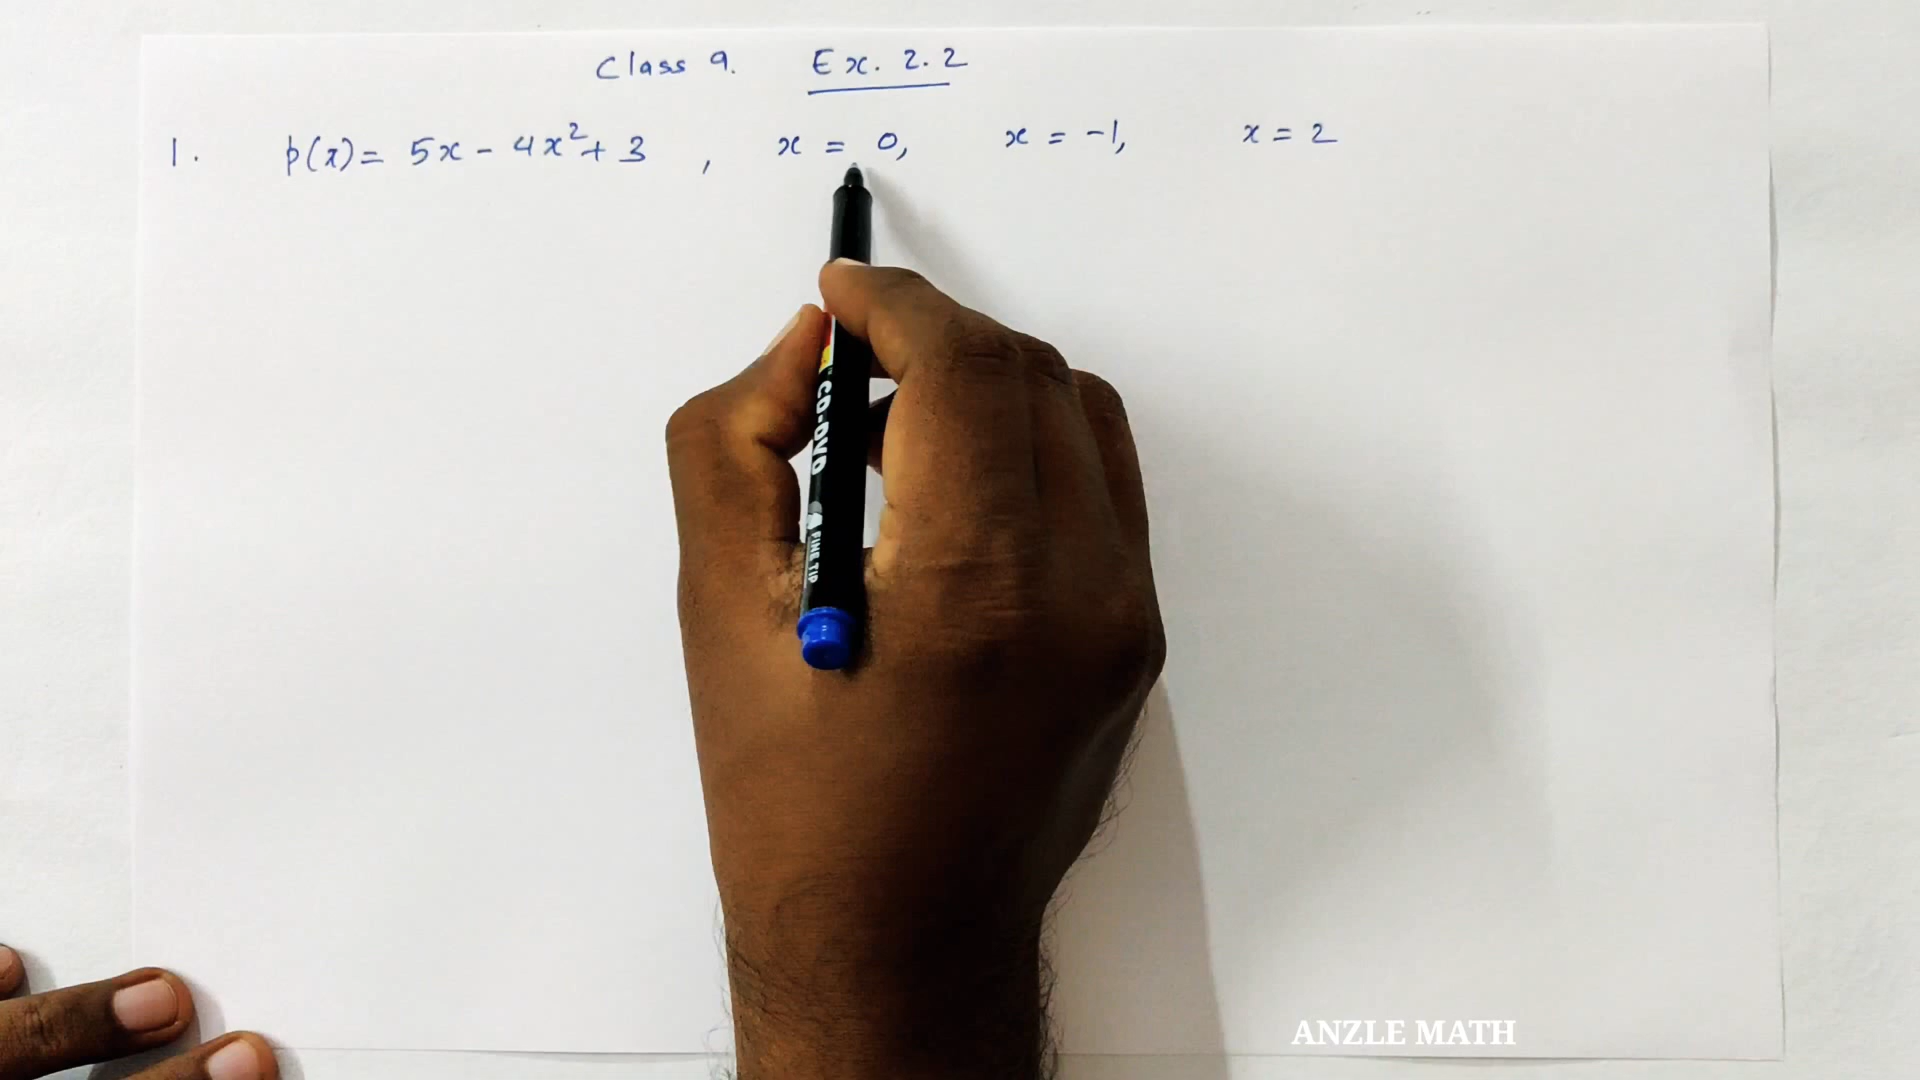 Class 9. Ex. 2.2
1. p(x) = 5x - 4x² + 3 , x = 0, x = -1, x = 2
CD-DVD FINE TIP
ANZLE MATH